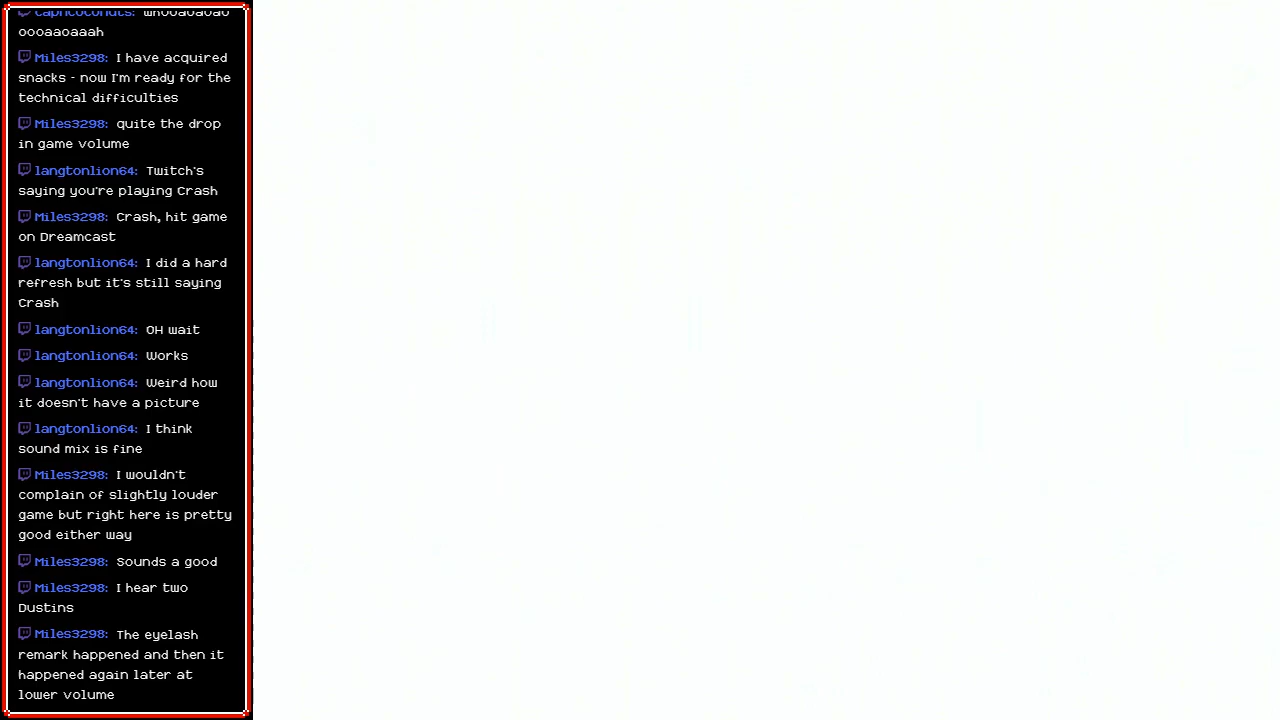 capricoconuts: whooaoaoao
oooaaoaaah
Miles3298: I have acquired
snacks - now I'm ready for the
technical difficulties
Miles3298: quite the drop
in game volume
langtonlion64: Twitch's
saying you're playing Crash
Miles3298: Crash, hit game
on Dreamcast
langtonlion64: I did a hard
refresh but it's still saying
Crash
langtonlion64: OH wait
langtonlion64: Works
langtonlion64: Weird how
it doesn't have a picture
langtonlion64: I think
sound mix is fine
Miles3298: I wouldn't
complain of slightly louder
game but right here is pretty
good either way
Miles3298: Sounds a good
Miles3298: I hear two
Dustins
Miles3298: The eyelash
remark happened and then it
happened again later at
lower volume